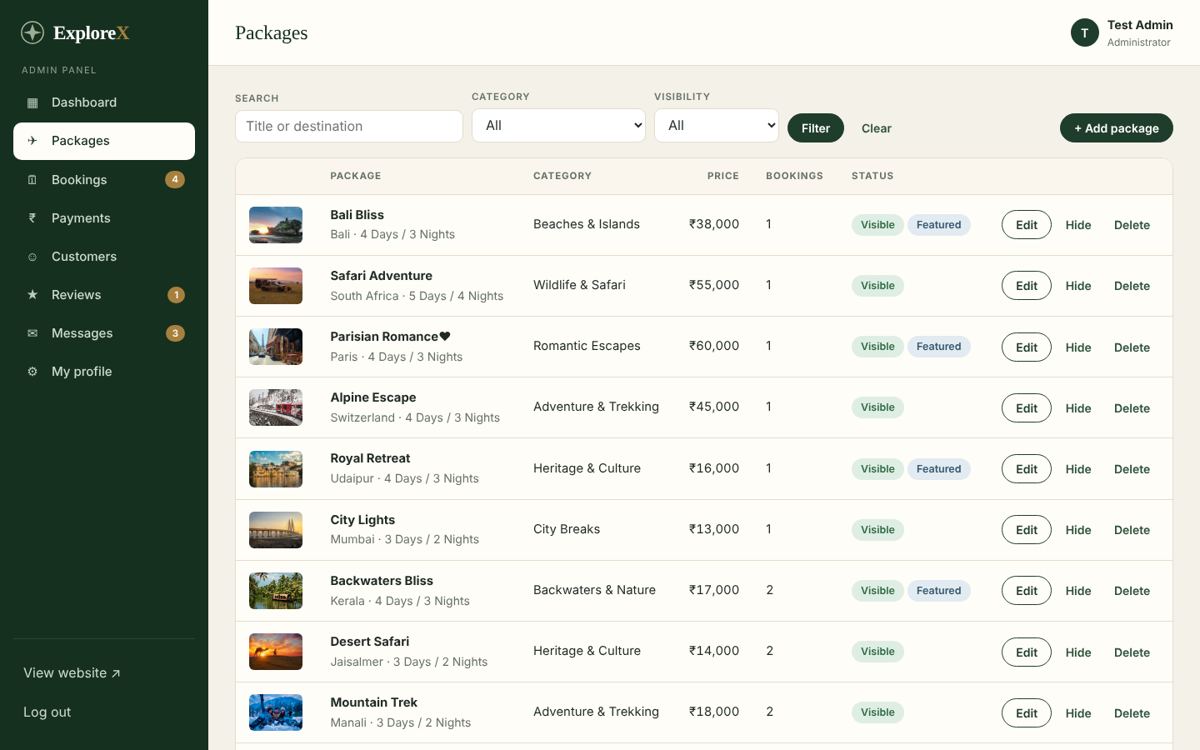 ExploreX
ADMIN PANEL
Dashboard
Packages
Bookings 4
₹ Payments
Customers
Reviews 1
Messages 3
My profile
View website ↗
Log out
Packages
T
Test Admin
Administrator
SEARCH
Title or destination
CATEGORY
All
VISIBILITY
All
Filter
Clear
+ Add package
PACKAGE CATEGORY PRICE BOOKINGS STATUS
Bali Bliss
Bali · 4 Days / 3 Nights
Beaches & Islands ₹38,000 1 Visible Featured Edit Hide Delete
Safari Adventure
South Africa · 5 Days / 4 Nights
Wildlife & Safari ₹55,000 1 Visible Edit Hide Delete
Parisian Romance♥
Paris · 4 Days / 3 Nights
Romantic Escapes ₹60,000 1 Visible Featured Edit Hide Delete
Alpine Escape
Switzerland · 4 Days / 3 Nights
Adventure & Trekking ₹45,000 1 Visible Edit Hide Delete
Royal Retreat
Udaipur · 4 Days / 3 Nights
Heritage & Culture ₹16,000 1 Visible Featured Edit Hide Delete
City Lights
Mumbai · 3 Days / 2 Nights
City Breaks ₹13,000 1 Visible Edit Hide Delete
Backwaters Bliss
Kerala · 4 Days / 3 Nights
Backwaters & Nature ₹17,000 2 Visible Featured Edit Hide Delete
Desert Safari
Jaisalmer · 3 Days / 2 Nights
Heritage & Culture ₹14,000 2 Visible Edit Hide Delete
Mountain Trek
Manali · 3 Days / 2 Nights
Adventure & Trekking ₹18,000 2 Visible Edit Hide Delete